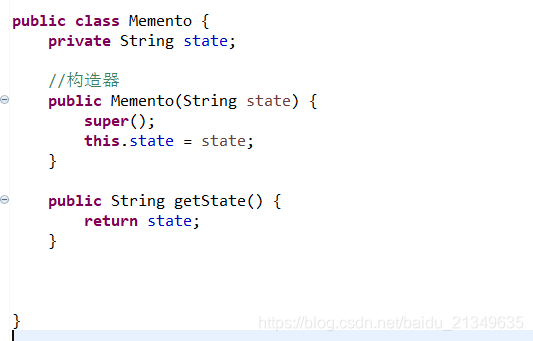 public class Memento {
private String state;
//构造器
public Memento(String state) {
super();
this.state = state;
}
public String getState() {
return state;
}
}
https://blog.csdn.net/baidu_21349635